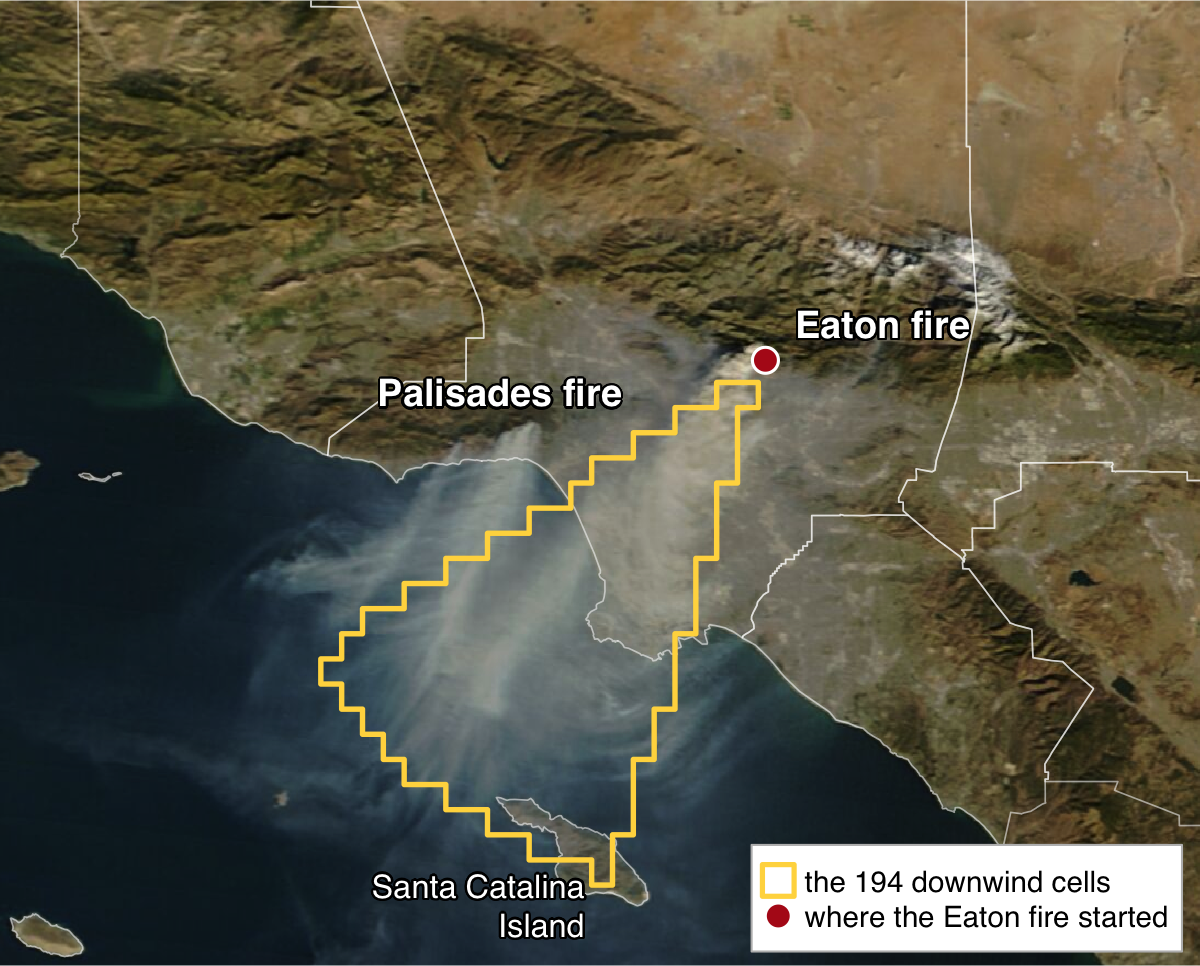 Eaton fire
Palisades fire
Santa Catalina
Island
the 194 downwind cells
where the Eaton fire started